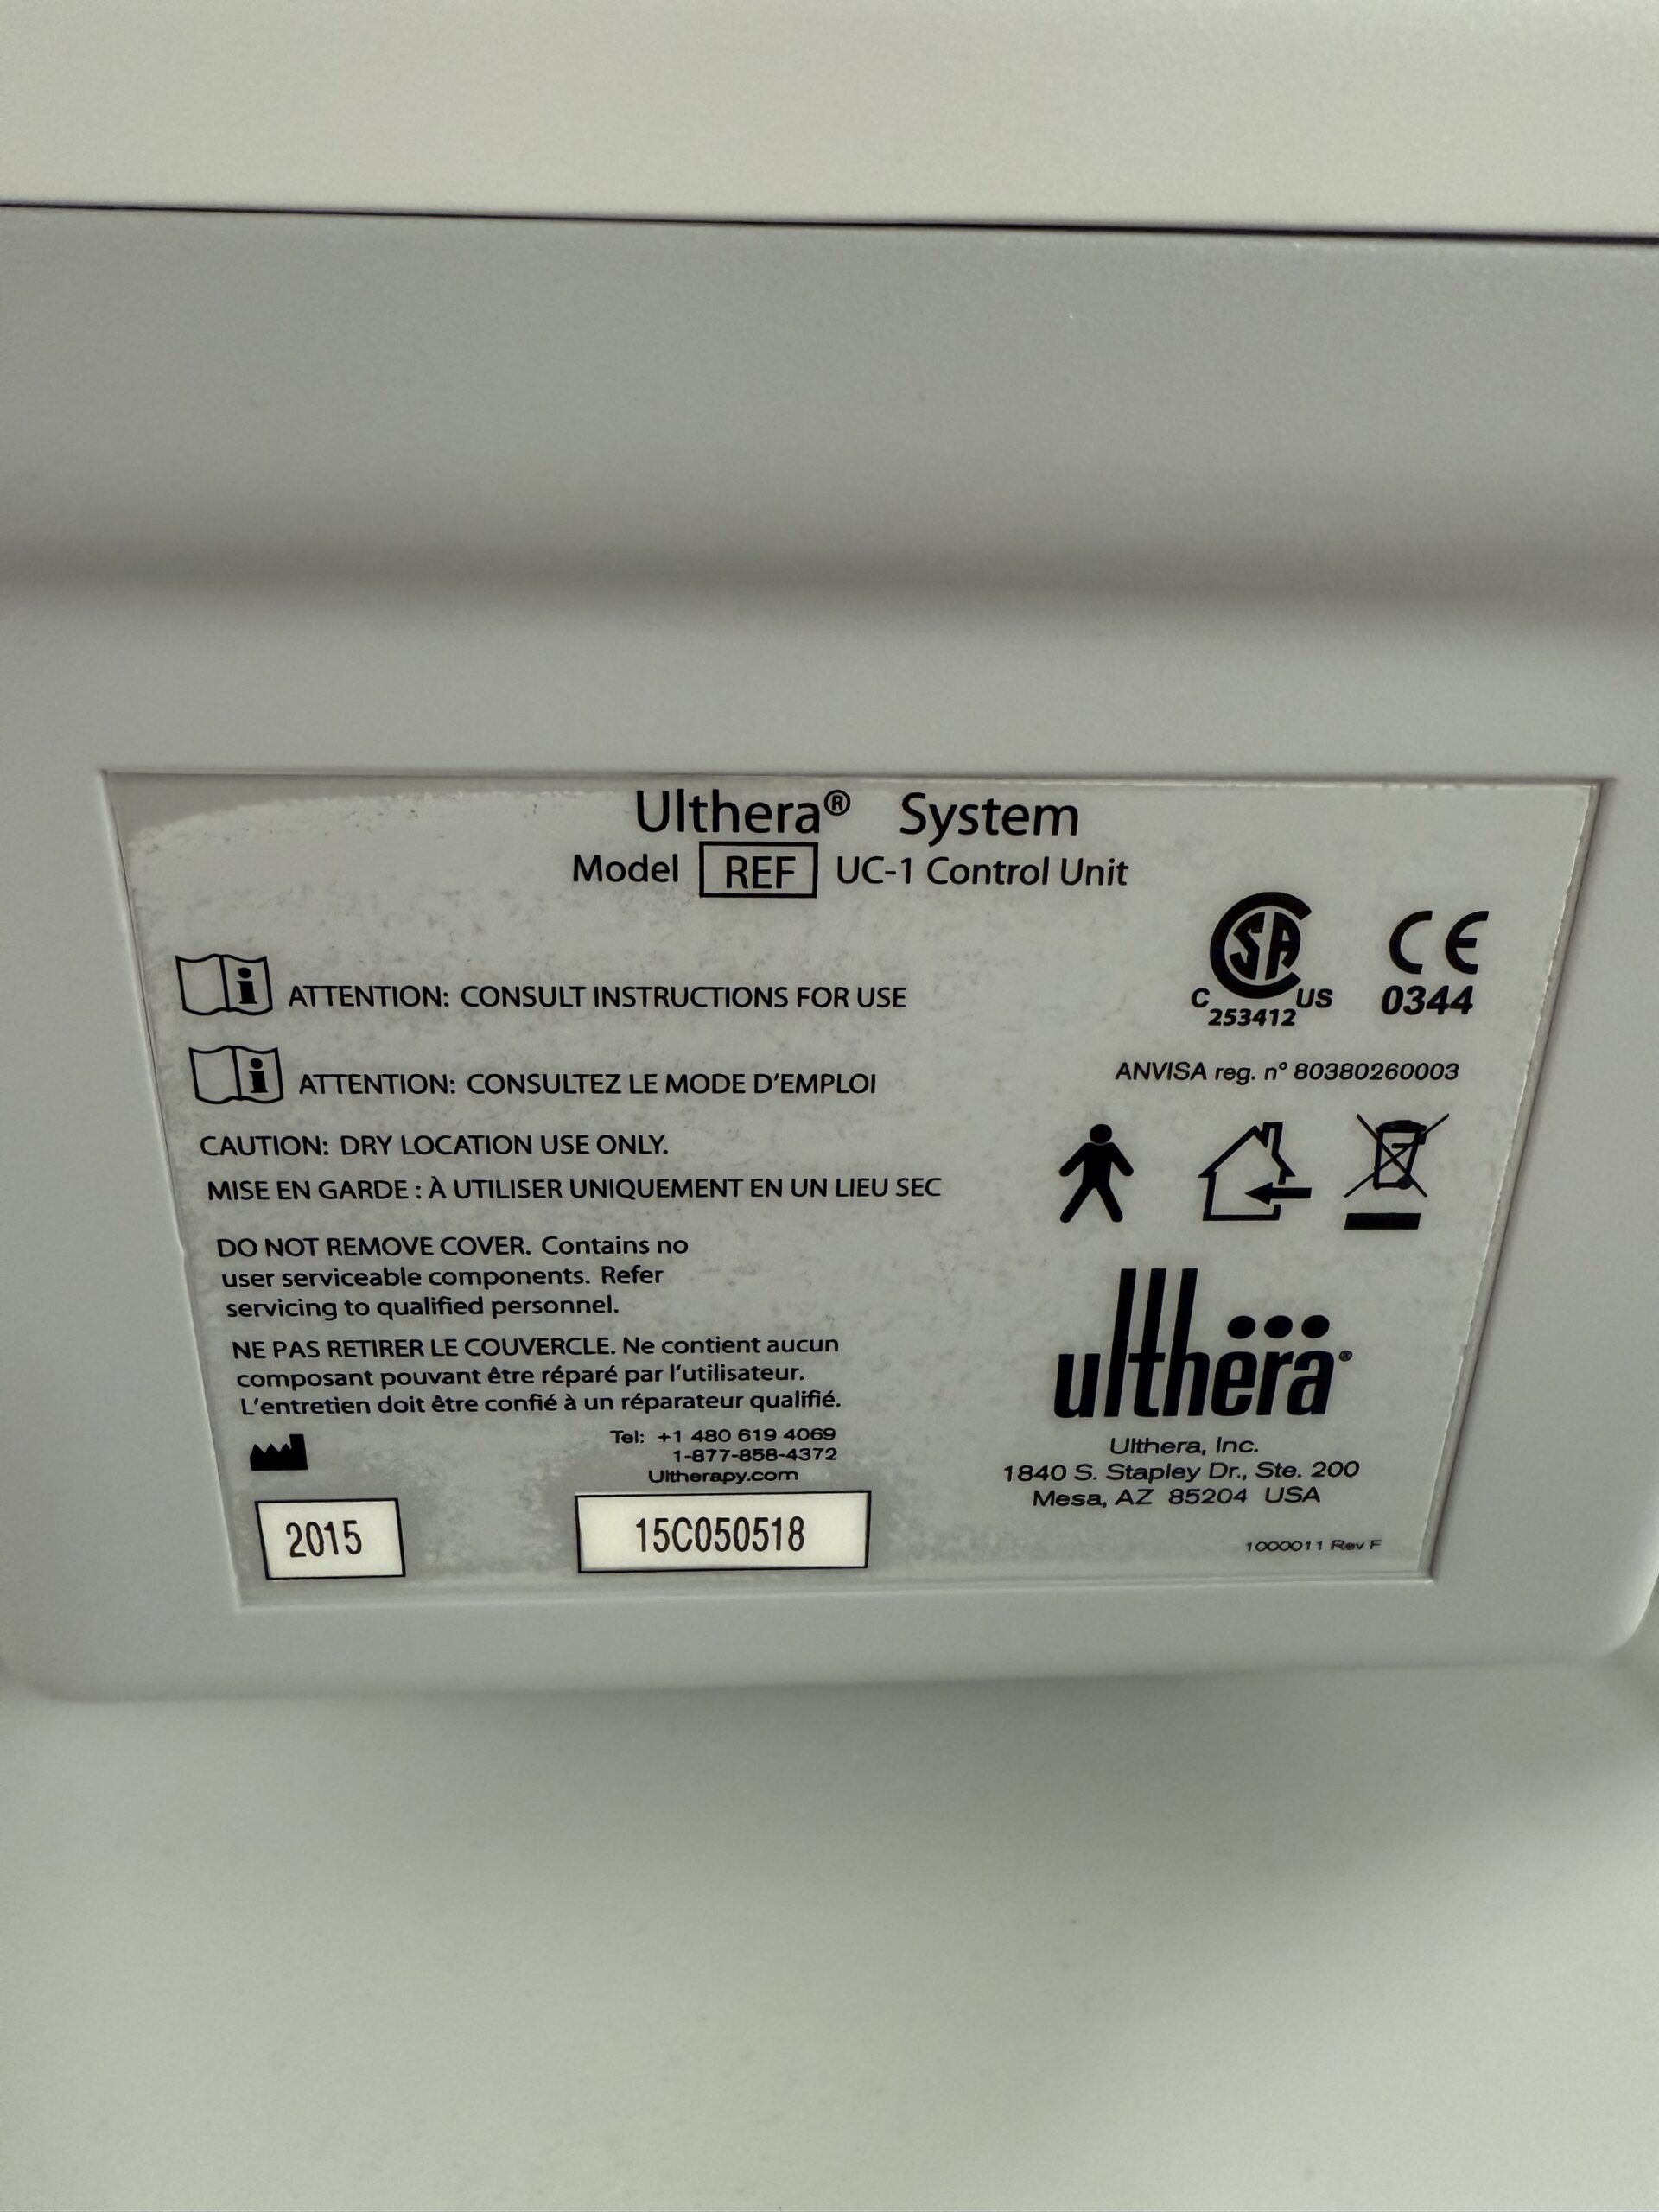 Ulthera® System
Model REF UC-1 Control Unit
ATTENTION: CONSULT INSTRUCTIONS FOR USE
ATTENTION: CONSULTEZ LE MODE D'EMPLOI
CAUTION: DRY LOCATION USE ONLY.
MISE EN GARDE : À UTILISER UNIQUEMENT EN UN LIEU SEC
DO NOT REMOVE COVER. Contains no
user serviceable components. Refer
servicing to qualified personnel.
NE PAS RETIRER LE COUVERCLE. Ne contient aucun
composant pouvant être réparé par l'utilisateur.
L'entretien doit être confié à un réparateur qualifié.
Tel: +1 480 619 4069
1-877-858-4372
Ultherapy.com
2015
15C050518
CSA
C US
253412
CE
0344
ANVISA reg. nº 80380260003
ulthera®
Ulthera, Inc.
1840 S. Stapley Dr., Ste. 200
Mesa, AZ 85204 USA
1000011 Rev F